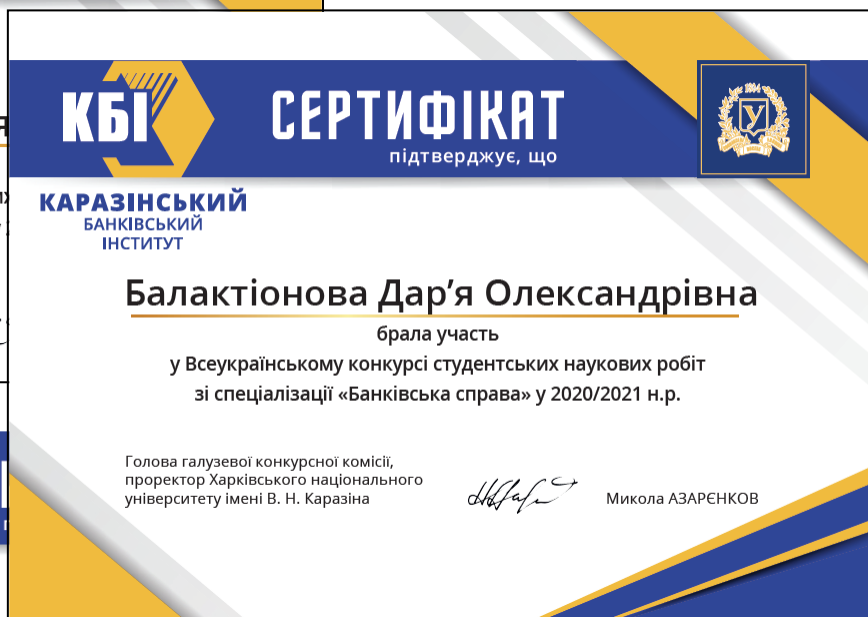 КБІ
СЕРТИФІКАТ
підтверджує, що
1804
У
КАРАЗІНСЬКИЙ
БАНКІВСЬКИЙ
ІНСТИТУТ
Балактіонова Дар’я Олександрівна
брала участь
у Всеукраїнському конкурсі студентських наукових робіт
зі спеціалізації «Банківська справа» у 2020/2021 н.р.
Голова галузевої конкурсної комісії,
проректор Харківського національного
університету імені В. Н. Каразіна
Микола АЗАРЄНКОВ